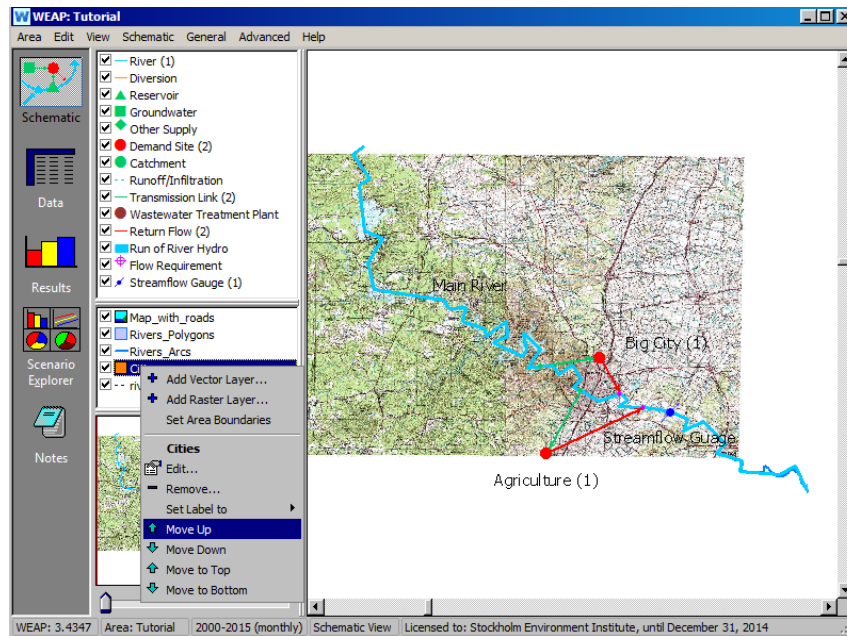 WEAP: Tutorial
Area Edit View Schematic General Advanced Help
Schematic
Data
Results
Scenario
Explorer
Notes
River (1)
Diversion
Reservoir
Groundwater
Other Supply
Demand Site (2)
Catchment
Runoff/Infiltration
Transmission Link (2)
Wastewater Treatment Plant
Return Flow (2)
Run of River Hydro
Flow Requirement
Streamflow Gauge (1)
Map_with_roads
Rivers_Polygons
Rivers_Arcs
Add Vector Layer...
Add Raster Layer...
Set Area Boundaries
Cities
Edit...
Remove...
Set Label to
Move Up
Move Down
Move to Top
Move to Bottom
Main River
Big City (1)
Streamflow Guage
Agriculture (1)
WEAP: 3.4347 Area: Tutorial 2000-2015 (monthly) Schematic View Licensed to: Stockholm Environment Institute, until December 31, 2014